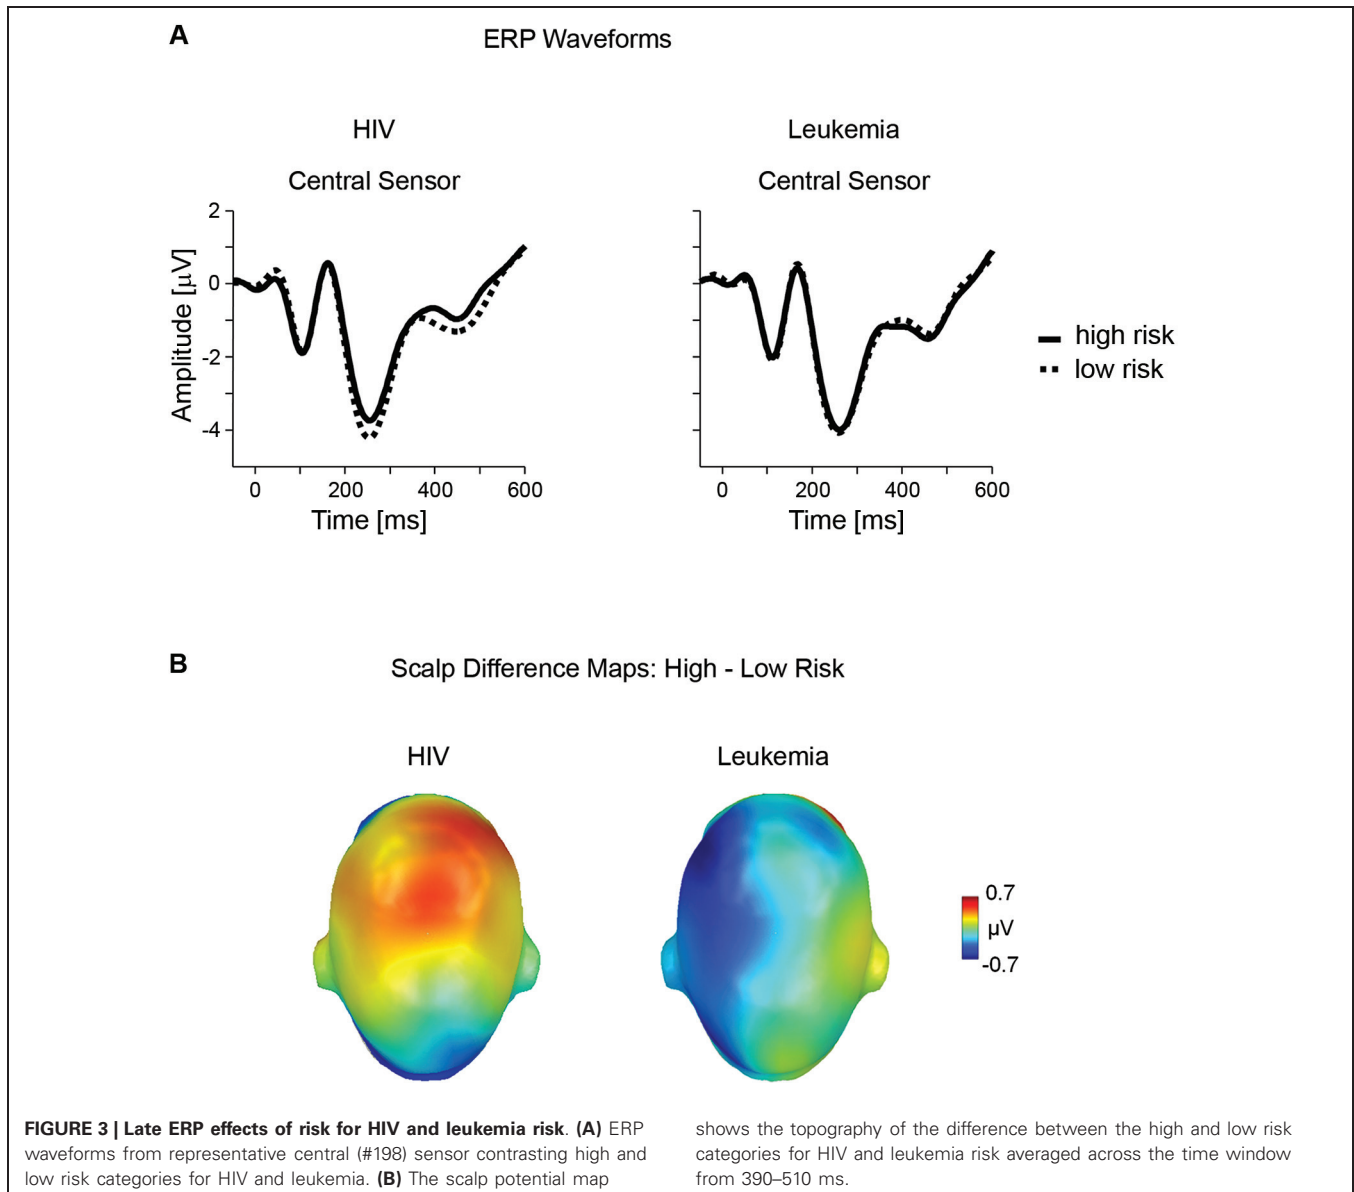 A
ERP Waveforms
HIV
Central Sensor
Amplitude [µV]
2
0
-2
-4
0 200 400 600
Time [ms]
Leukemia
Central Sensor
0 200 400 600
Time [ms]
high risk
low risk
B
Scalp Difference Maps: High - Low Risk
HIV
Leukemia
0.7
µV
-0.7
FIGURE 3 | Late ERP effects of risk for HIV and leukemia risk. (A) ERP
waveforms from representative central (#198) sensor contrasting high and
low risk categories for HIV and leukemia. (B) The scalp potential map
shows the topography of the difference between the high and low risk
categories for HIV and leukemia risk averaged across the time window
from 390–510 ms.